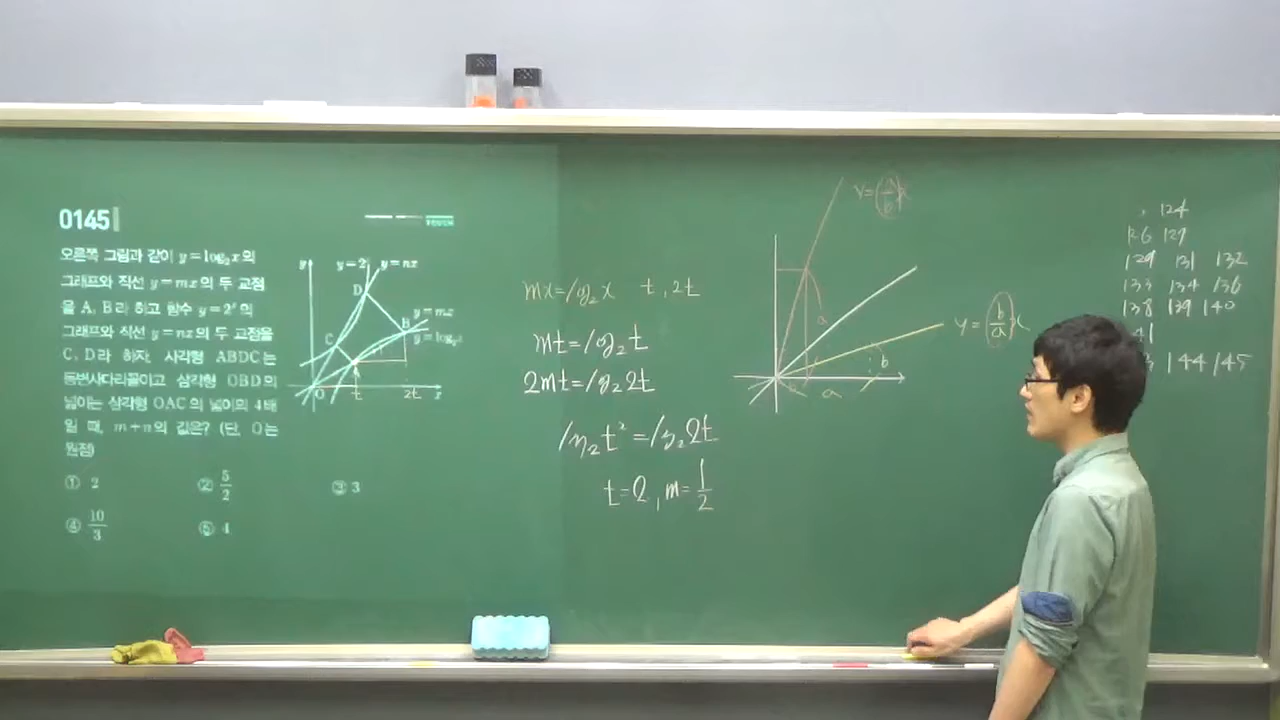 0145
오른쪽 그림과 같이 y=log₂x의
그래프와 직선 y=mx의 두 교점
을 A, B라 하고 함수 y=2ˣ의
그래프와 직선 y=nx의 두 교점을
C, D라 하자. 사각형 ABDC는
등변사다리꼴이고 삼각형 OBD의
넓이는 삼각형 OAC의 넓이의 4배
일 때, m+n의 값은? (단, O는
원점)
① 2 ② 5/2 ③ 3
④ 10/3 ⑤ 4
y y=2ˣ y=nx
D
y=mx
B
y=log₂x
C
O t 2t x
mx=log₂x t, 2t
mt=log₂t
2mt=log₂2t
log₂t²=log₂2t
t=2, m=1/2
y=(a/b)x
a
y=(b/a)x
b
a
124
126 127
129 131 132
133 134 136
138 139 140
144 145